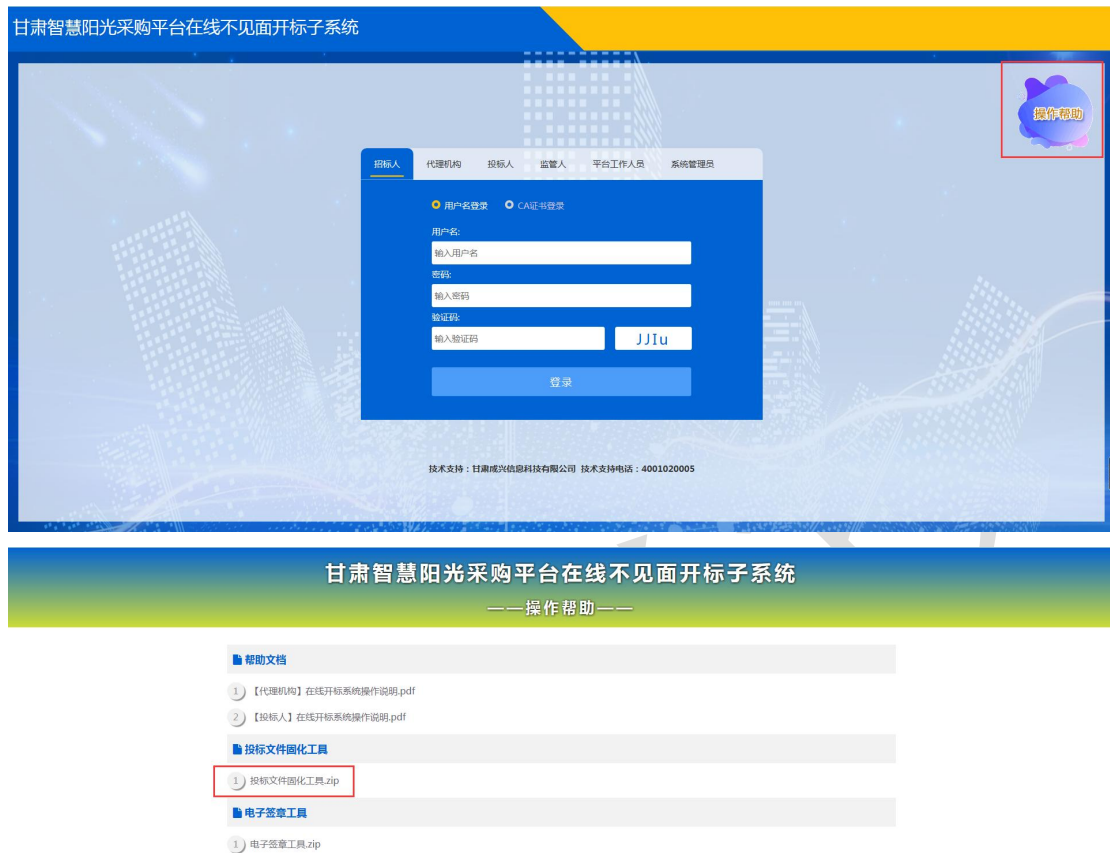 甘肃智慧阳光采购平台在线不见面开标子系统
操作帮助
招标人 代理机构 投标人 监管人 平台工作人员 系统管理员
用户名登录 CA证书登录
用户名:
输入用户名
密码:
输入密码
验证码:
输入验证码 JJIu
登录
技术支持：甘肃成兴信息科技有限公司 技术支持电话：4001020005
甘肃智慧阳光采购平台在线不见面开标子系统
——操作帮助——
帮助文档
1 【代理机构】在线开标系统操作说明.pdf
2 【投标人】在线开标系统操作说明.pdf
投标文件固化工具
1 投标文件固化工具.zip
电子签章工具
1 电子签章工具.zip